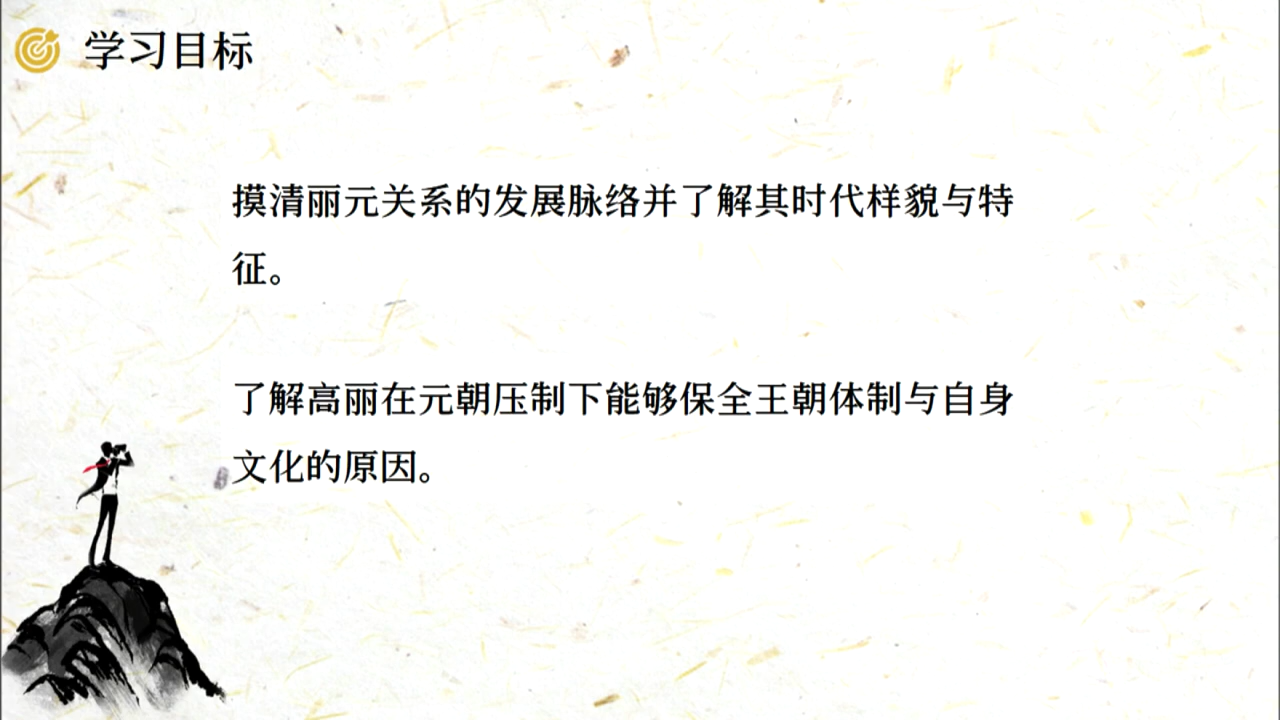 学习目标
摸清丽元关系的发展脉络并了解其时代样貌与特
征。
了解高丽在元朝压制下能够保全王朝体制与自身
文化的原因。